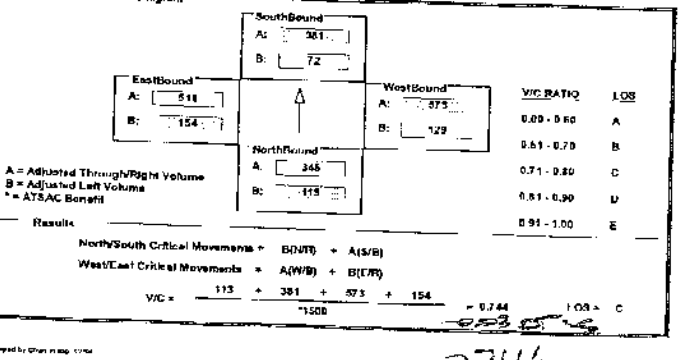 SouthBound
A: 381
B: 72
EastBound
A: 511
B: 154
WestBound
A: 573
B: 129
NorthBound
A: 345
B: 113
V/C RATIO LOS
0.00 - 0.60 A
0.61 - 0.70 B
0.71 - 0.80 C
0.81 - 0.90 D
0.91 - 1.00 E
A = Adjusted Through/Right Volume
B = Adjusted Left Volume
* = ATSAC Benefit
Results
North/South Critical Movements = B(N/B) + A(S/B)
West/East Critical Movements = A(W/B) + B(E/B)
V/C = 113 + 381 + 573 + 154 = 0.744 LOS = C
*1500